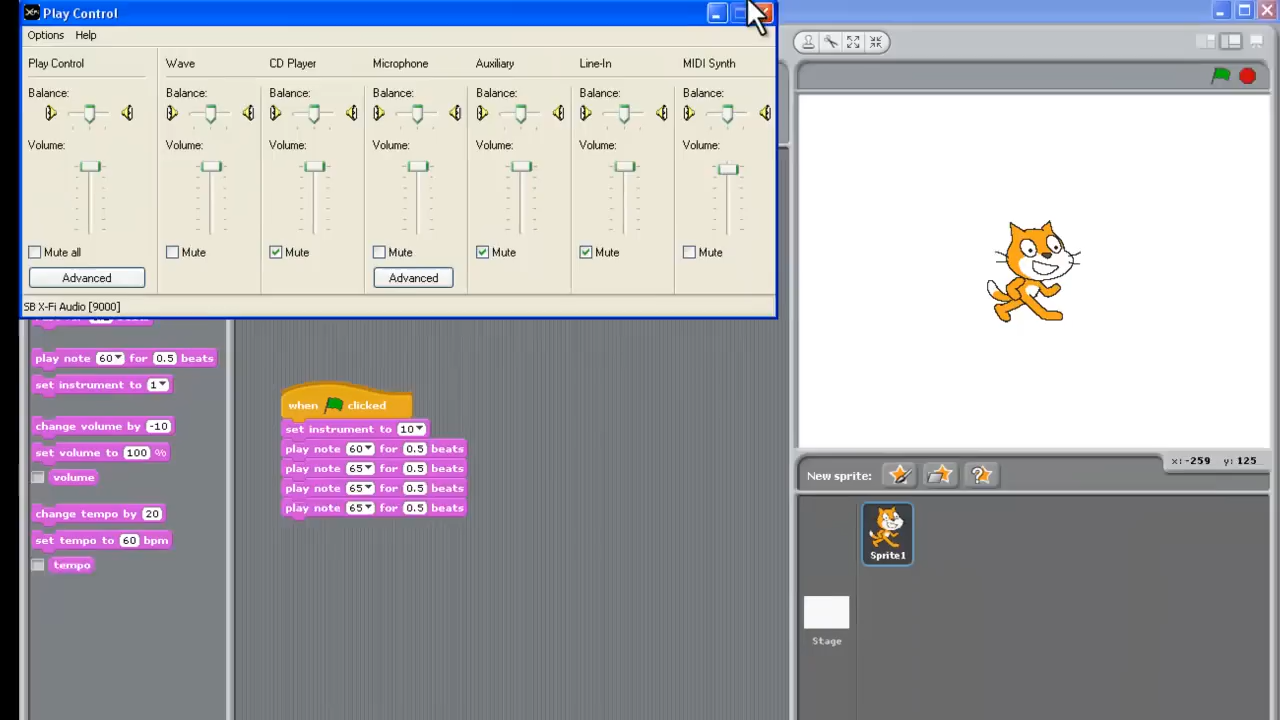 Play Control
Options Help
Play Control Wave CD Player Microphone Auxiliary Line-In MIDI Synth
Balance: Balance: Balance: Balance: Balance: Balance: Balance:
Volume: Volume: Volume: Volume: Volume: Volume: Volume:
Mute all Mute Mute Mute Mute Mute Mute
Advanced Advanced
SB X-Fi Audio [9000]
play note 60 for 0.5 beats
set instrument to 1
change volume by -10
set volume to 100 %
volume
change tempo by 20
set tempo to 60 bpm
tempo
when clicked
set instrument to 10
play note 60 for 0.5 beats
play note 65 for 0.5 beats
play note 65 for 0.5 beats
play note 65 for 0.5 beats
x: -259 y: 125
New sprite:
Sprite1
Stage